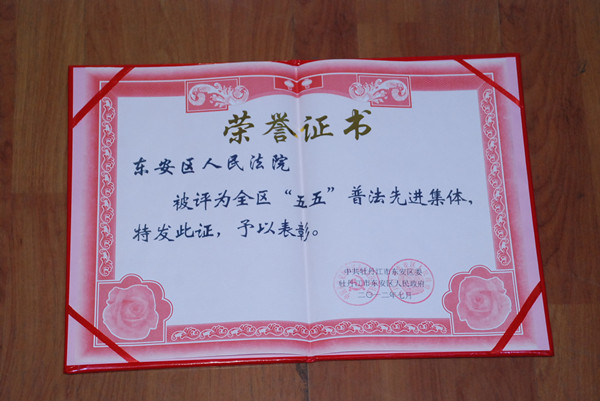 荣誉证书
东安区人民法院
被评为全区“五五”普法先进集体，
特发此证，予以表彰。
中共牡丹江市东安区委
牡丹江市东安区人民政府
二〇一二年七月